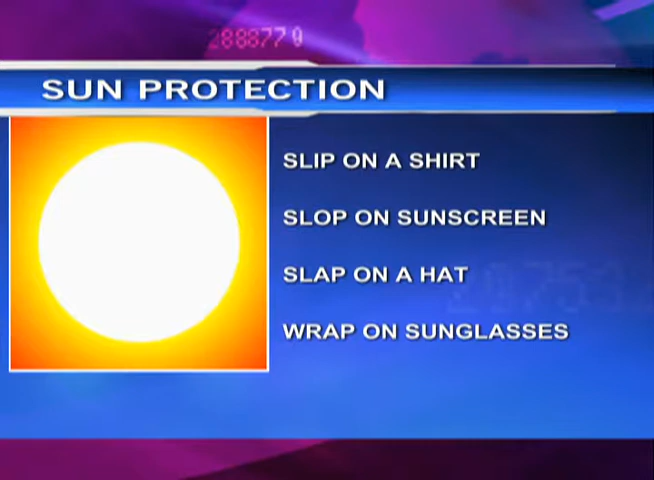 SUN PROTECTION
SLIP ON A SHIRT
SLOP ON SUNSCREEN
SLAP ON A HAT
WRAP ON SUNGLASSES